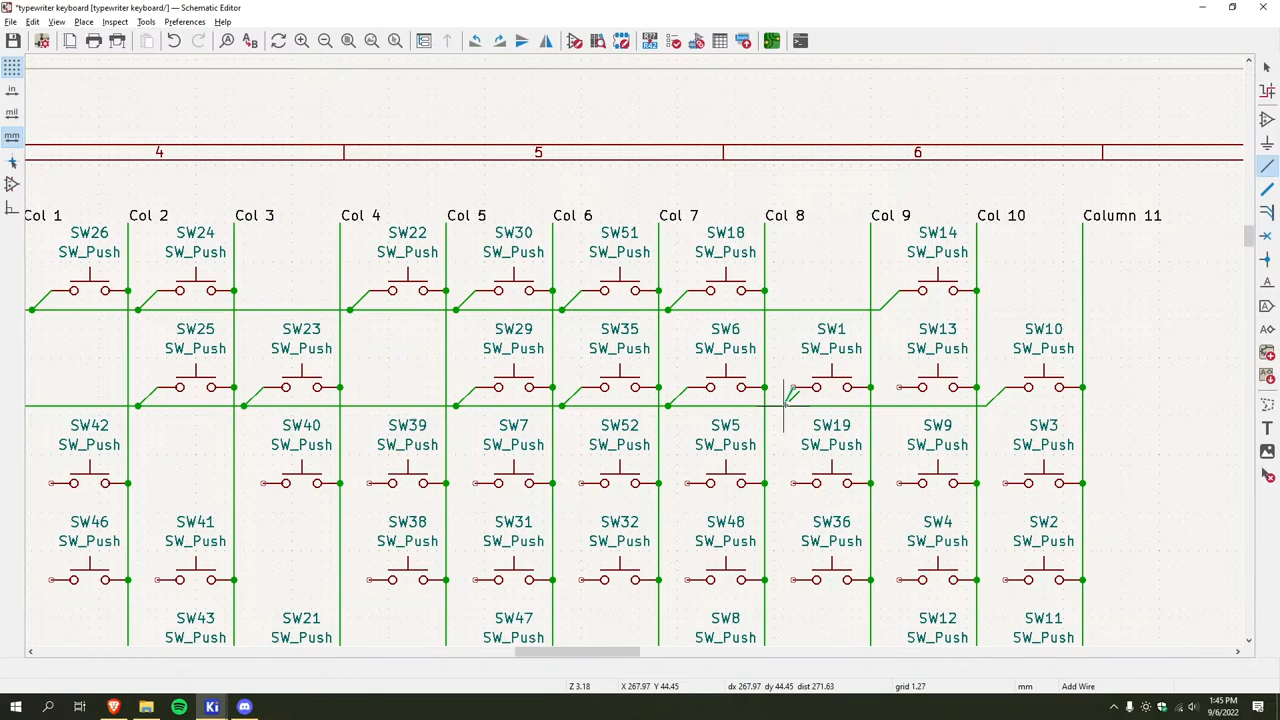 *typewriter keyboard [typewriter keyboard/] — Schematic Editor
File Edit View Place Inspect Tools Preferences Help
in
mil
mm
4 5 6
Col 1 Col 2 Col 3 Col 4 Col 5 Col 6 Col 7 Col 8 Col 9 Col 10 Column 11
SW26 SW24 SW22 SW30 SW51 SW18 SW14
SW_Push SW_Push SW_Push SW_Push SW_Push SW_Push SW_Push
SW25 SW23 SW29 SW35 SW6 SW1 SW13 SW10
SW_Push SW_Push SW_Push SW_Push SW_Push SW_Push SW_Push SW_Push
SW42 SW40 SW39 SW7 SW52 SW5 SW19 SW9 SW3
SW_Push SW_Push SW_Push SW_Push SW_Push SW_Push SW_Push SW_Push SW_Push
SW46 SW41 SW38 SW31 SW32 SW48 SW36 SW4 SW2
SW_Push SW_Push SW_Push SW_Push SW_Push SW_Push SW_Push SW_Push SW_Push
SW43 SW21 SW47 SW8 SW12 SW11
SW_Push SW_Push SW_Push SW_Push SW_Push SW_Push
Z 3.18 X 267.97 Y 44.45 dx 267.97 dy 44.45 dist 271.63 grid 1.27 mm Add Wire
Ki
1:45 PM
9/6/2022